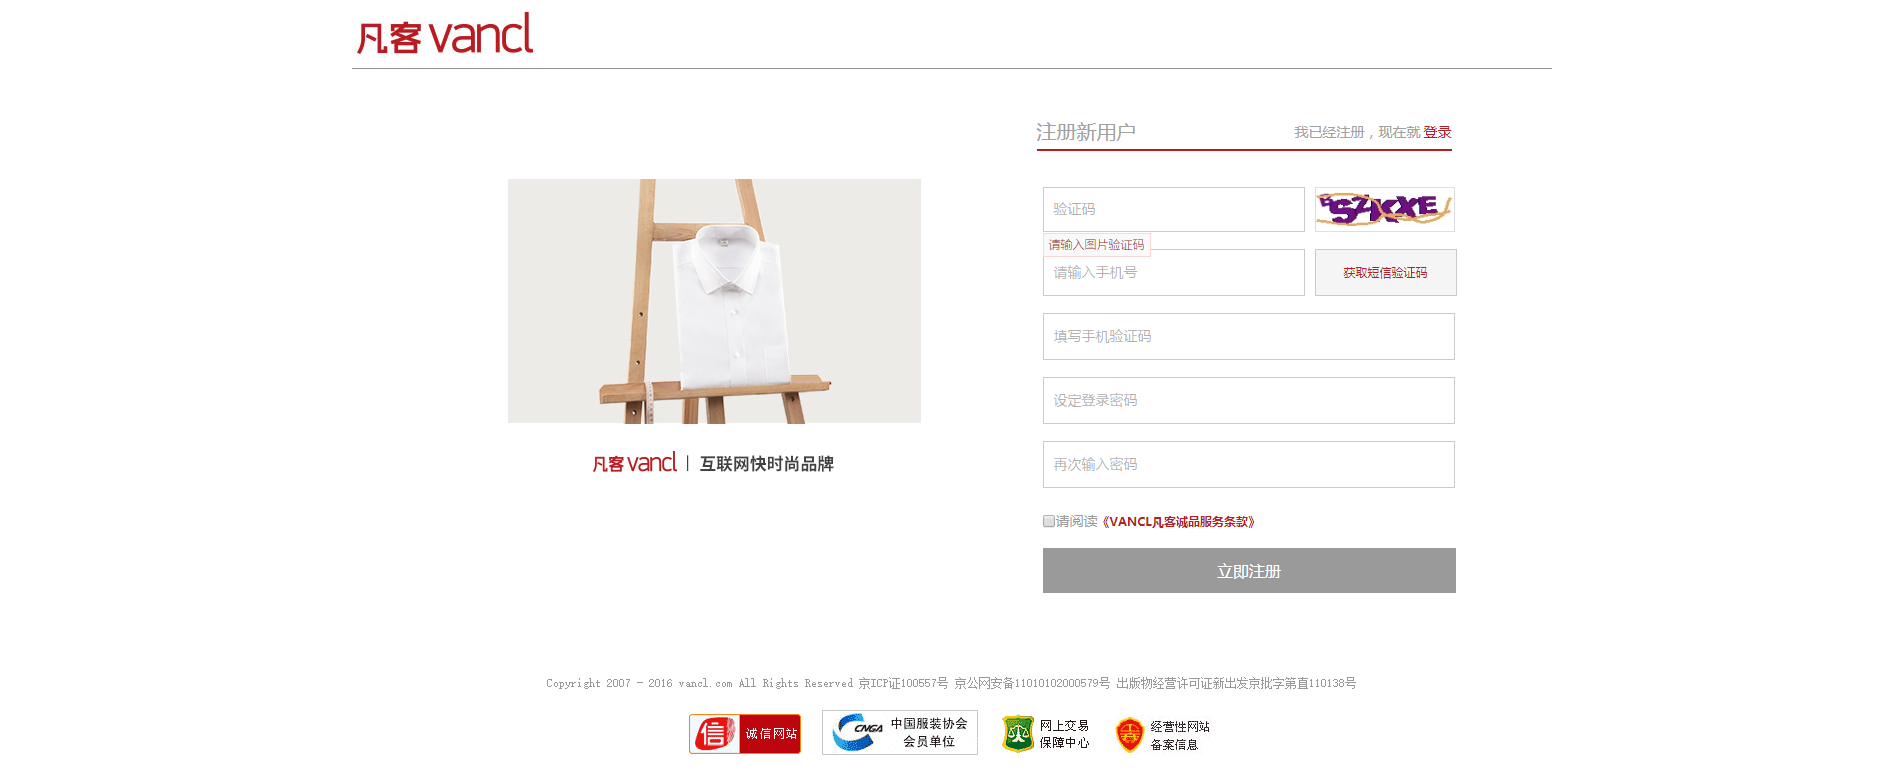 凡客 vancl
注册新用户
我已经注册，现在就 登录
验证码
请输入图片验证码
请输入手机号
获取短信验证码
填写手机验证码
设定登录密码
再次输入密码
请阅读《VANCL凡客诚品服务条款》
立即注册
凡客 vancl | 互联网快时尚品牌
Copyright 2007 - 2016 vancl.com All Rights Reserved 京ICP证100557号 京公网安备11010102000579号 出版物经营许可证新出发京批字第直110138号
信 诚信网站
CNGA 中国服装协会
会员单位
网上交易
保障中心
经营性网站
备案信息